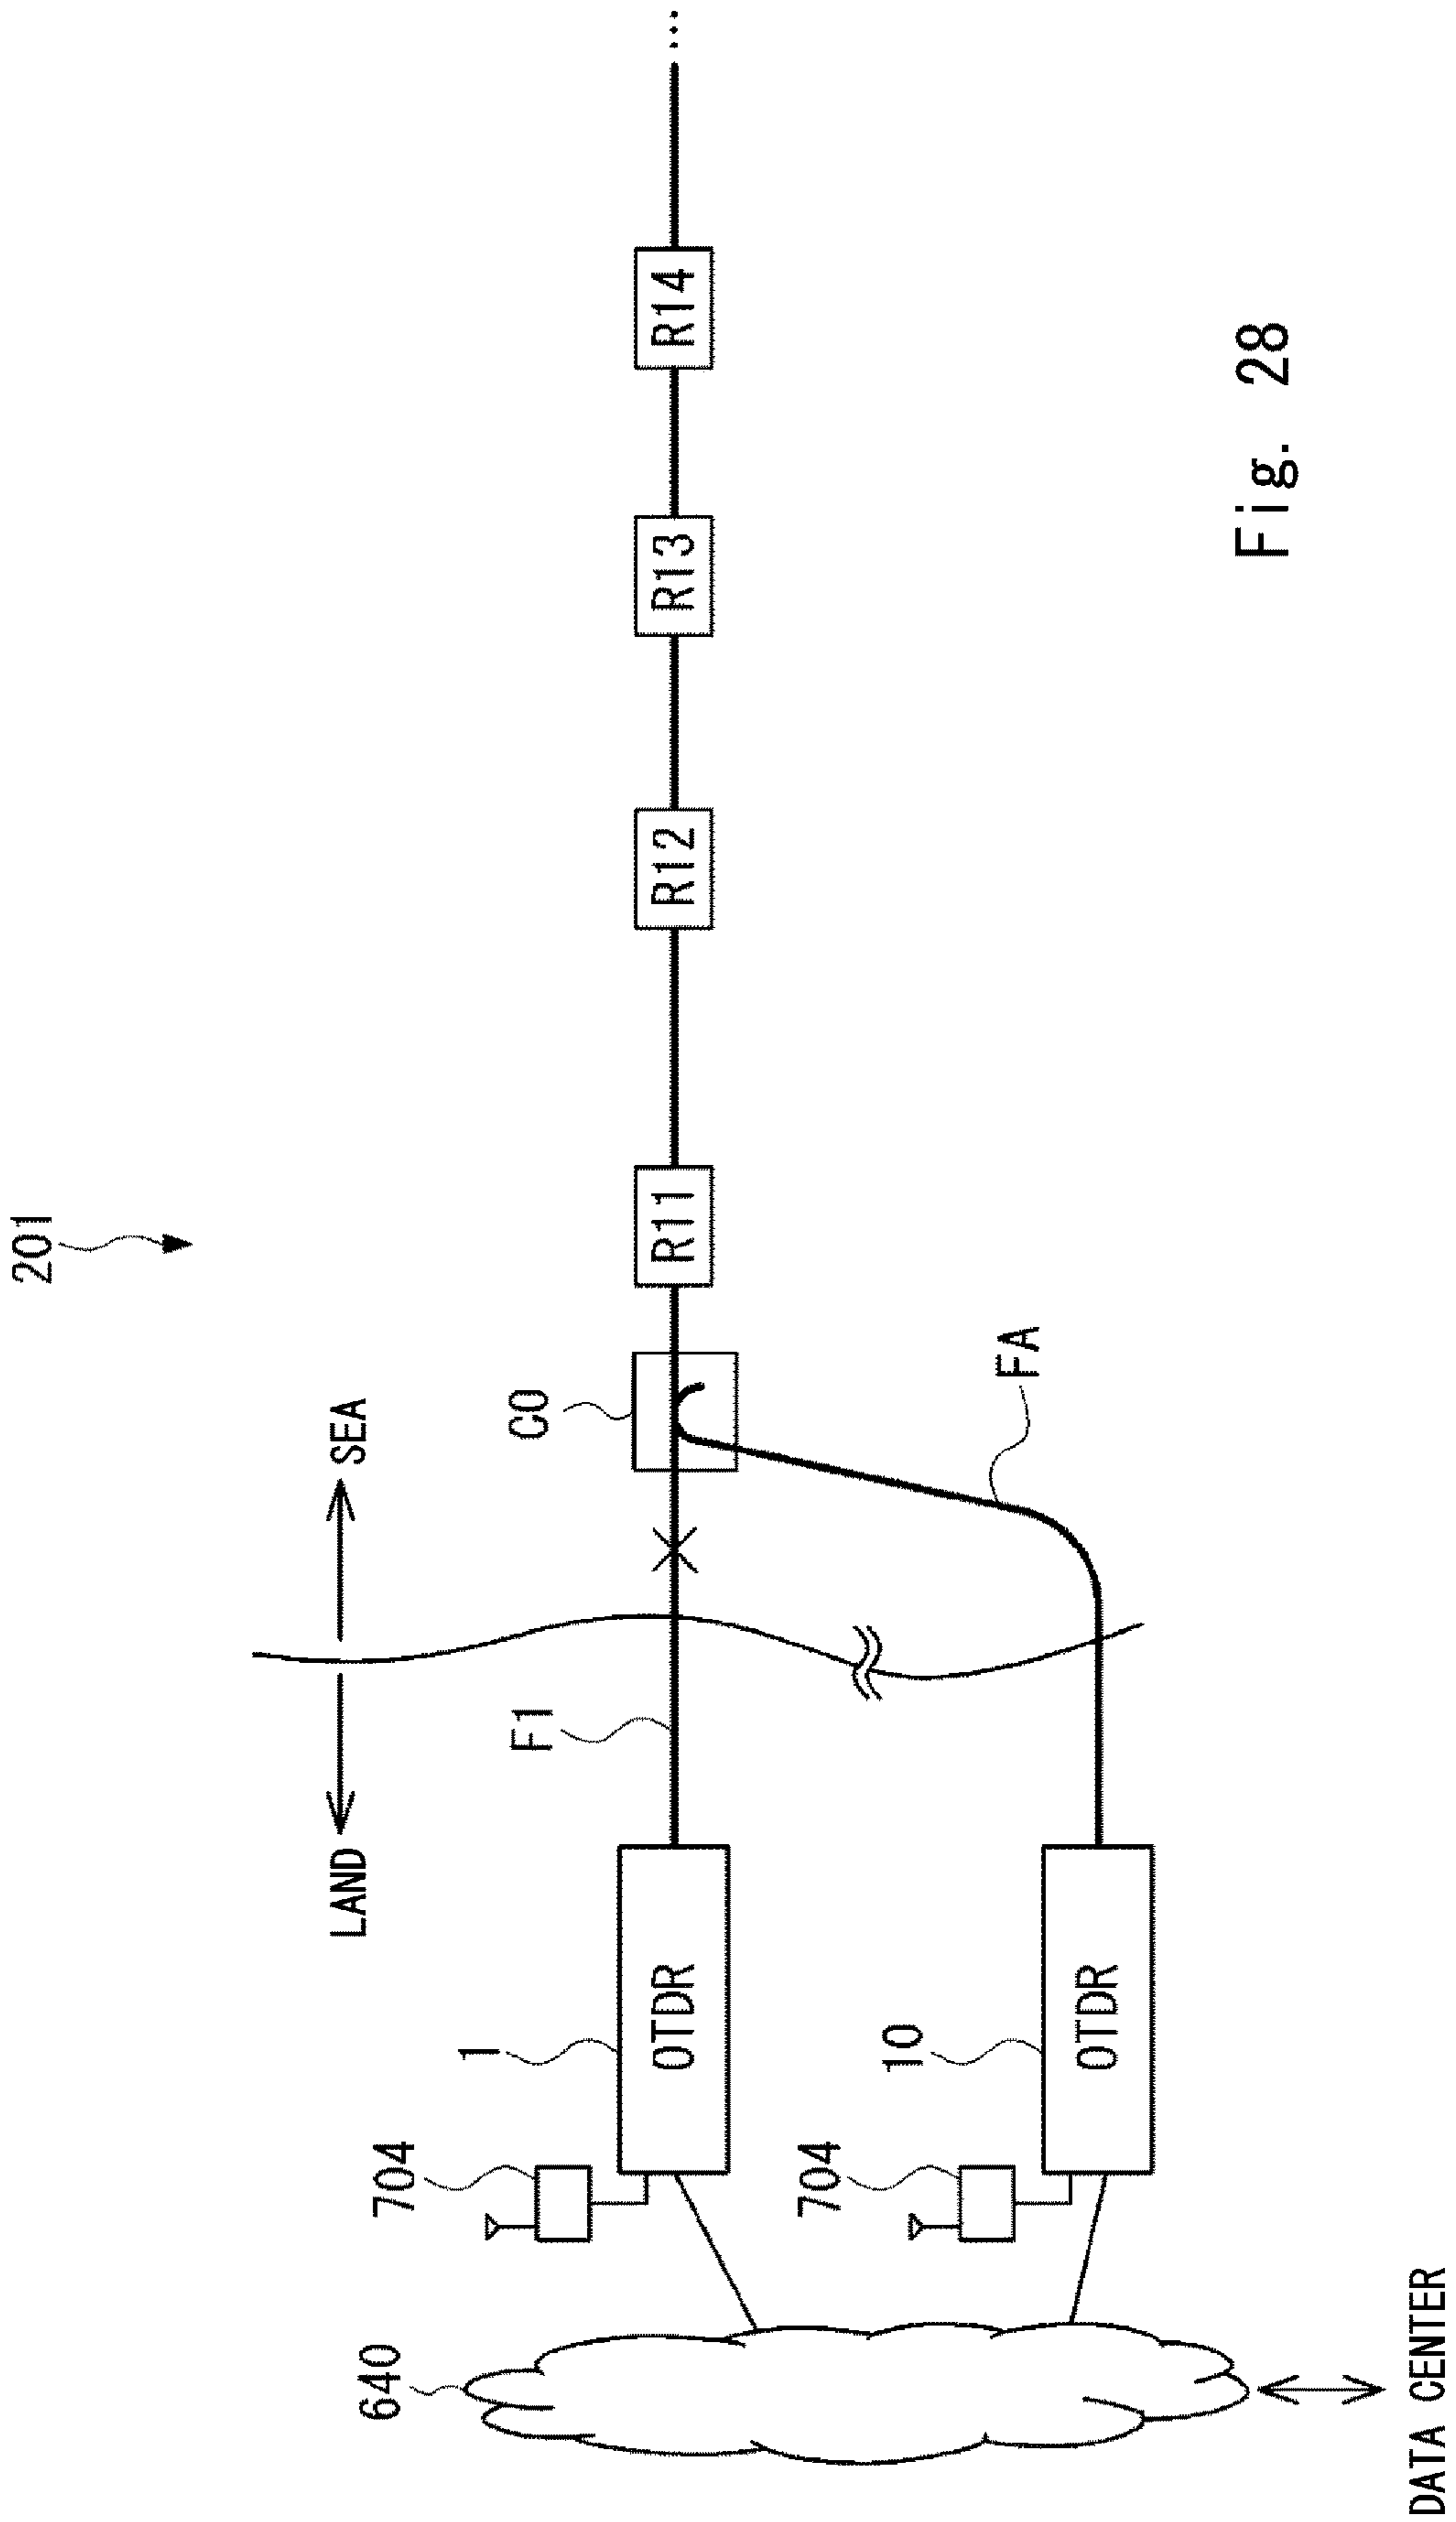 201
LAND
SEA
640
704
1
OTDR
F1
C0
R11
R12
R13
R14
...
704
10
OTDR
FA
DATA CENTER
Fig. 28